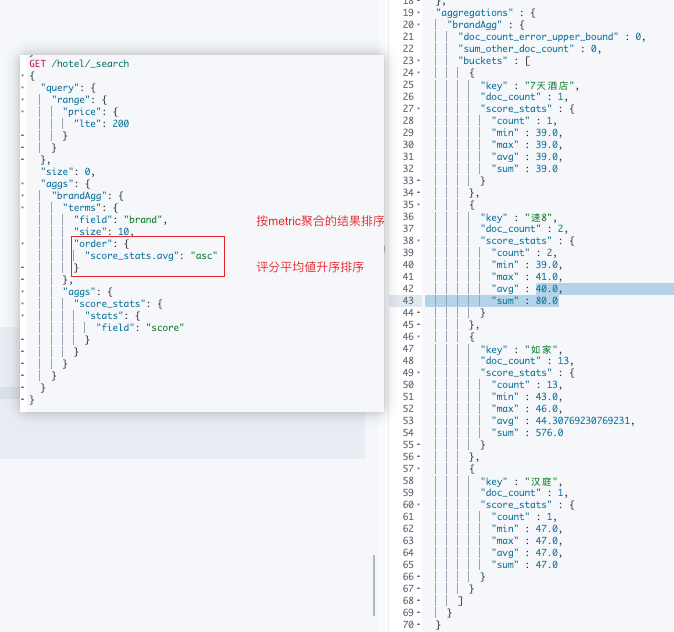 GET /hotel/_search
{
"query": {
"range": {
"price": {
"lte": 200
}
}
},
"size": 0,
"aggs": {
"brandAgg": {
"terms": {
"field": "brand",
"size": 10,
"order": {
"score_stats.avg": "asc"
}
},
"aggs": {
"score_stats": {
"stats": {
"field": "score"
}
}
}
}
}
}
按metric聚合的结果排序
评分平均值升序排序
19 "aggregations" : {
20 "brandAgg" : {
21 "doc_count_error_upper_bound" : 0,
22 "sum_other_doc_count" : 0,
23 "buckets" : [
24 {
25 "key" : "7天酒店",
26 "doc_count" : 1,
27 "score_stats" : {
28 "count" : 1,
29 "min" : 39.0,
30 "max" : 39.0,
31 "avg" : 39.0,
32 "sum" : 39.0
33 }
34 },
35 {
36 "key" : "速8",
37 "doc_count" : 2,
38 "score_stats" : {
39 "count" : 2,
40 "min" : 39.0,
41 "max" : 41.0,
42 "avg" : 40.0,
43 "sum" : 80.0
44 }
45 },
46 {
47 "key" : "如家",
48 "doc_count" : 13,
49 "score_stats" : {
50 "count" : 13,
51 "min" : 43.0,
52 "max" : 46.0,
53 "avg" : 44.30769230769231,
54 "sum" : 576.0
55 }
56 },
57 {
58 "key" : "汉庭",
59 "doc_count" : 1,
60 "score_stats" : {
61 "count" : 1,
62 "min" : 47.0,
63 "max" : 47.0,
64 "avg" : 47.0,
65 "sum" : 47.0
66 }
67 }
68 ]
69 }
70 }